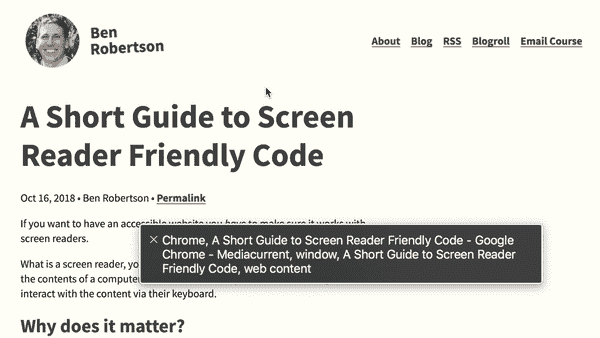 Ben
Robertson
About Blog RSS Blogroll Email Course
A Short Guide to Screen
Reader Friendly Code
Oct 16, 2018 • Ben Robertson • Permalink
If you want to have an accessible website you have to make sure it works with
screen readers.
Chrome, A Short Guide to Screen Reader Friendly Code - Google
Chrome - Mediacurrent, window, A Short Guide to Screen Reader
Friendly Code, web content
What is a screen reader, yo
the contents of a compute
interact with the content via their keyboard.
Why does it matter?